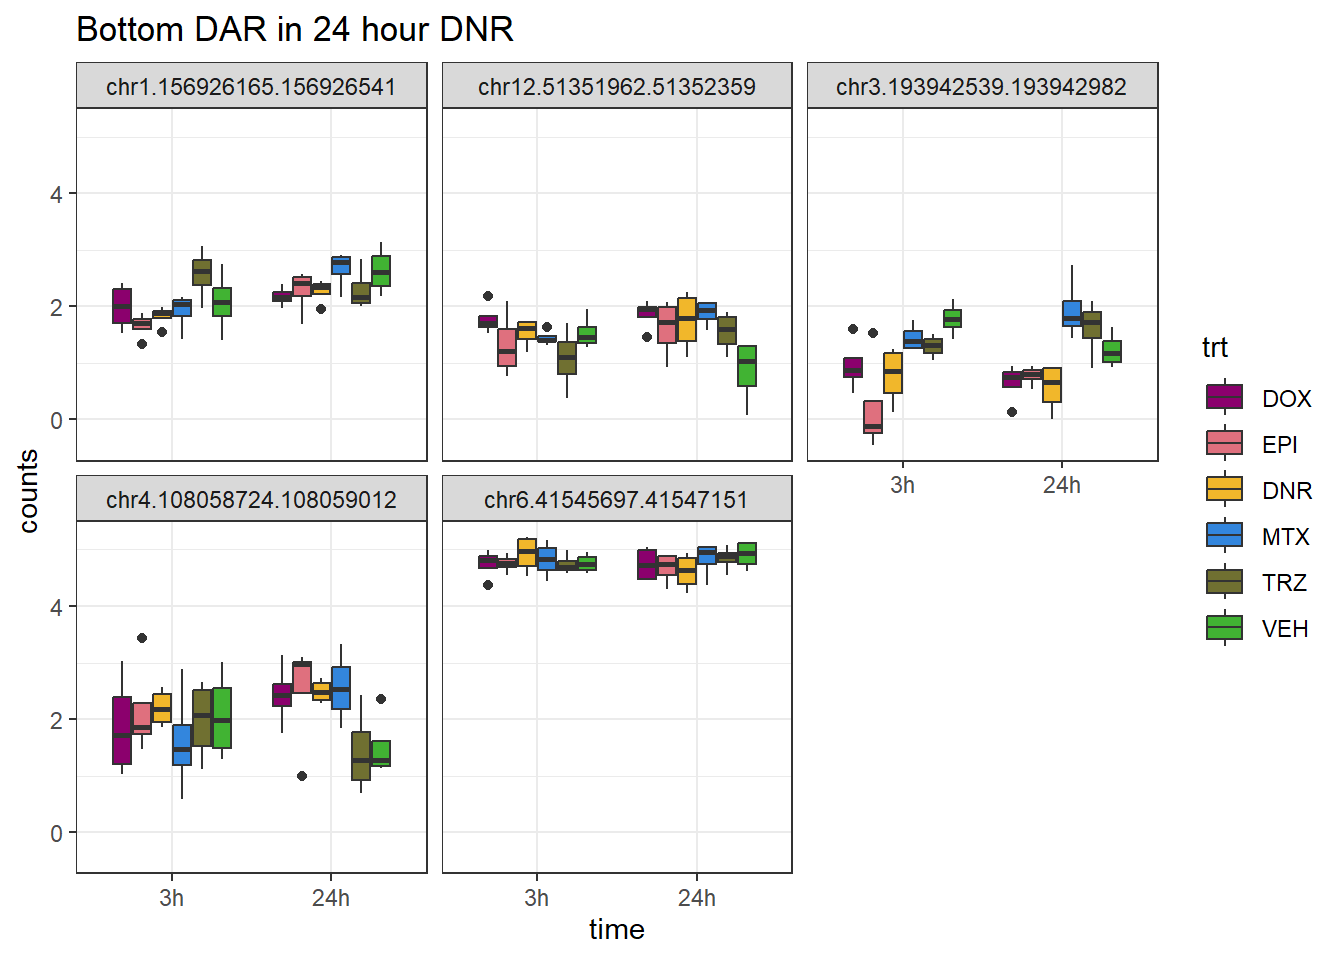 Bottom DAR in 24 hour DNR
chr1.156926165.156926541
chr12.51351962.51352359
chr3.193942539.193942982
4
2
0
3h
24h
chr4.108058724.108059012
chr6.41545697.41547151
4
2
0
3h
24h
3h
24h
counts
time
trt
DOX
EPI
DNR
MTX
TRZ
VEH